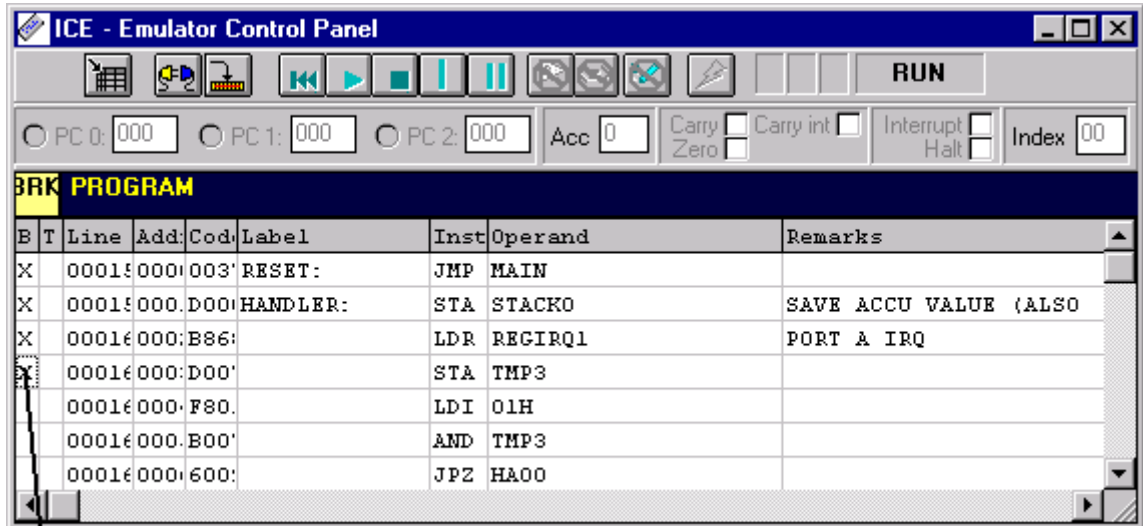 ICE - Emulator Control Panel
RUN
PC 0: 000 PC 1: 000 PC 2: 000 Acc 0 Carry Zero Carry int Interrupt Halt Index 00
BRK PROGRAM
B T Line Add Cod Label Inst Operand Remarks
X RESET: JMP MAIN
X HANDLER: STA STACK0 SAVE ACCU VALUE (ALSO
X LDR REGIRQ1 PORT A IRQ
X STA TMP3
LDI 01H
AND TMP3
JPZ HA00